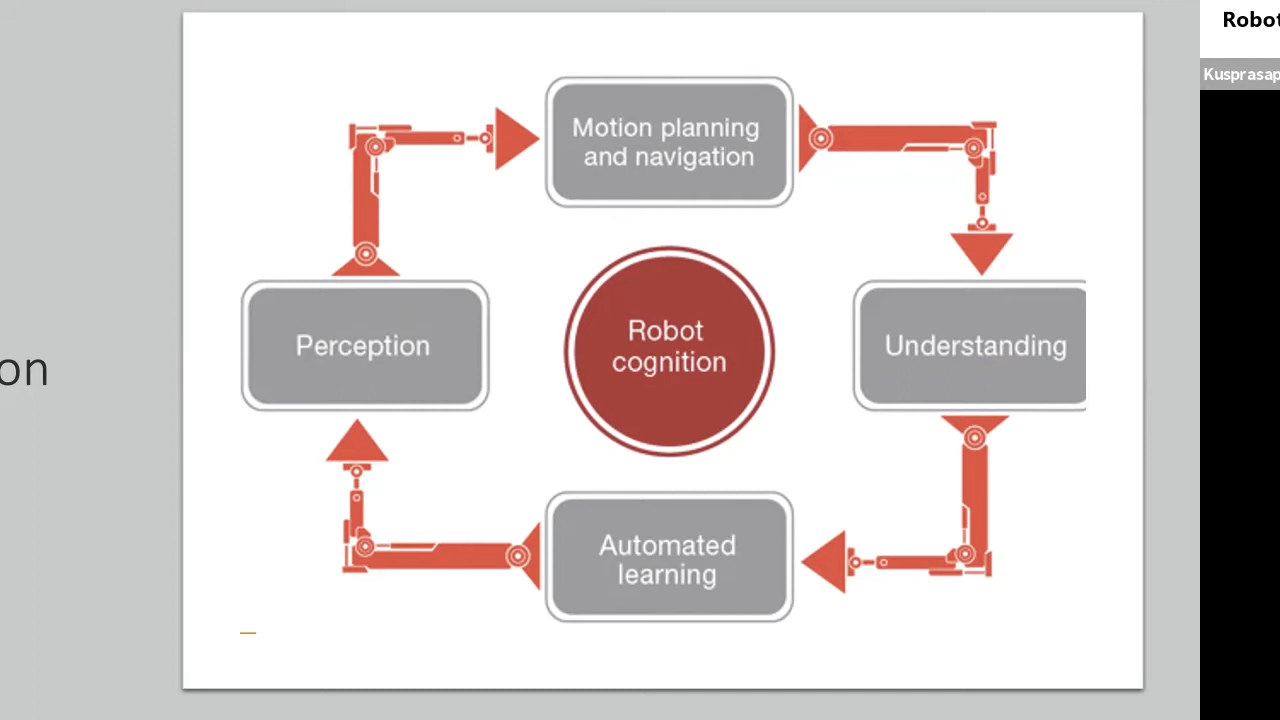 Robot
Kusprasap
Motion planning
and navigation
Perception
Robot
cognition
Understanding
on
Automated
learning